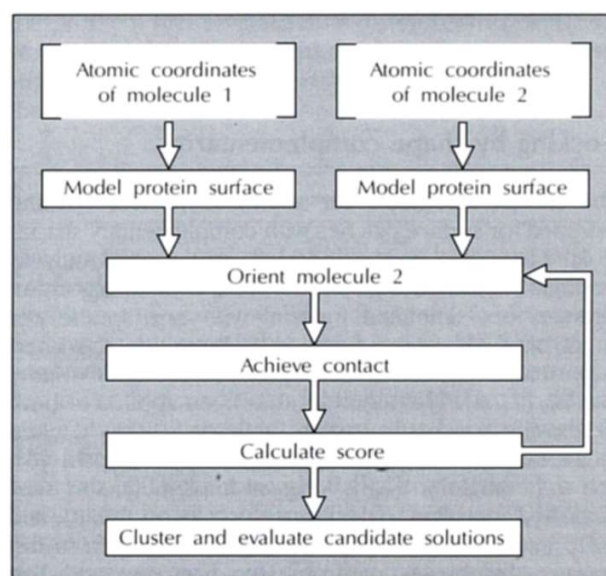 Atomic coordinates
of molecule 1
Atomic coordinates
of molecule 2
Model protein surface
Model protein surface
Orient molecule 2
Achieve contact
Calculate score
Cluster and evaluate candidate solutions